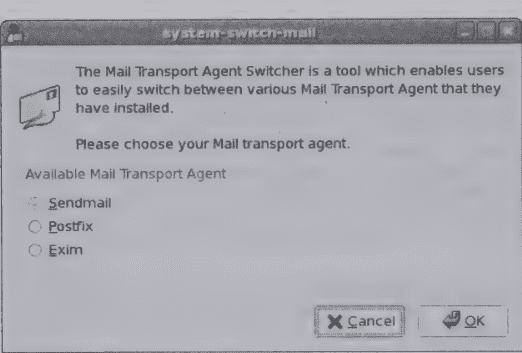 system-switch-mail
The Mail Transport Agent Switcher is a tool which enables users
to easily switch between various Mail Transport Agent that they
have installed.
Please choose your Mail transport agent.
Available Mail Transport Agent
Sendmail
Postfix
Exim
Cancel OK